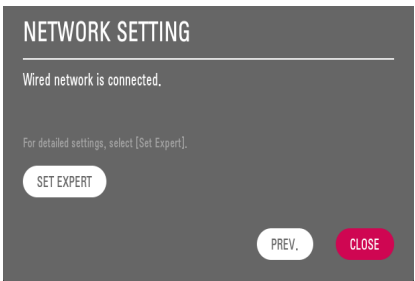 NETWORK SETTING
Wired network is connected.
For detailed settings, select [Set Expert].
SET EXPERT
PREV.
CLOSE